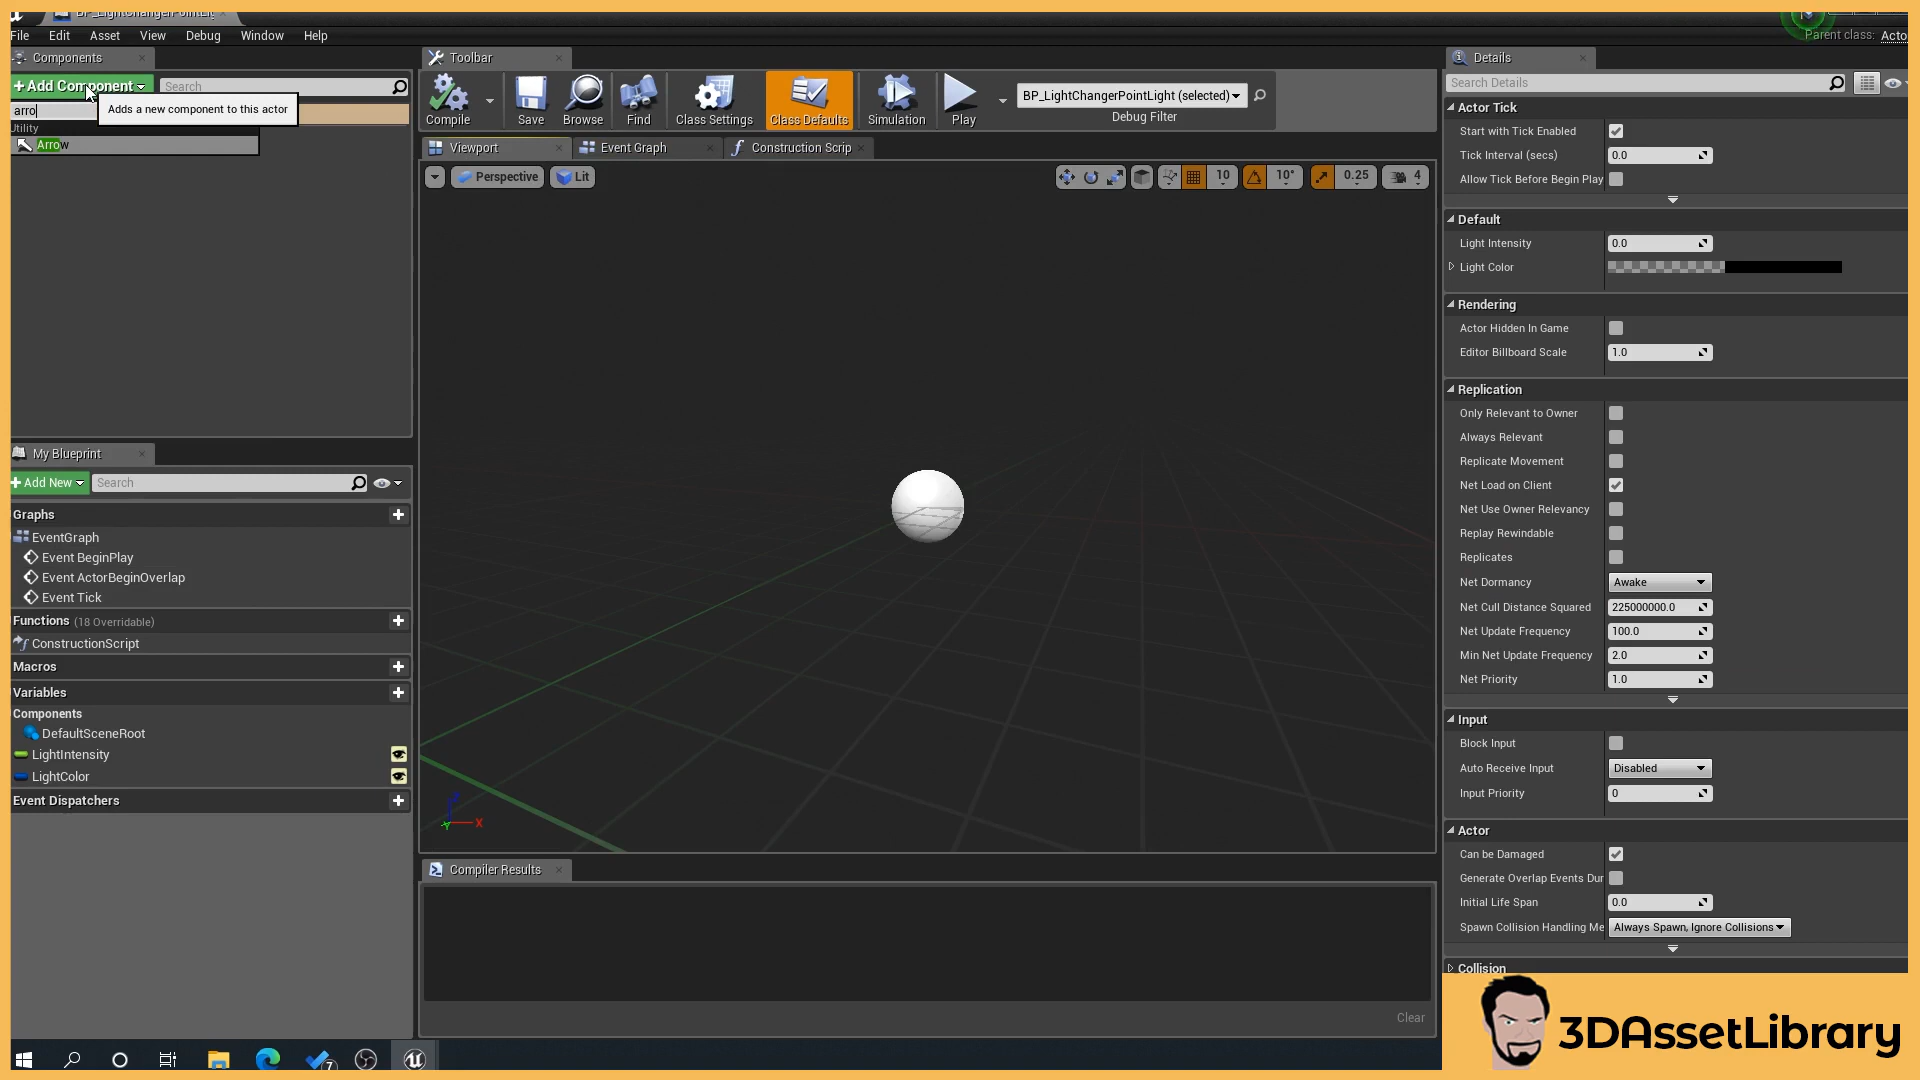 BP_LightChangerPointLig
File Edit Asset View Debug Window Help
Parent class: Acto
Components
+ Add Component
Search
arro
Adds a new component to this actor
Utility
Arrow
Toolbar
Compile
Save
Browse
Find
Class Settings
Class Defaults
Simulation
Play
BP_LightChangerPointLight (selected)
Debug Filter
Viewport
Event Graph
Construction Scrip
Perspective
Lit
10
10°
0.25
4
X
Y
Z
Compiler Results
Clear
My Blueprint
+ Add New
Search
Graphs
EventGraph
Event BeginPlay
Event ActorBeginOverlap
Event Tick
Functions (18 Overridable)
ConstructionScript
Macros
Variables
Components
DefaultSceneRoot
LightIntensity
LightColor
Event Dispatchers
Details
Search Details
Actor Tick
Start with Tick Enabled
Tick Interval (secs) 0.0
Allow Tick Before Begin Play
Default
Light Intensity 0.0
Light Color
Rendering
Actor Hidden In Game
Editor Billboard Scale 1.0
Replication
Only Relevant to Owner
Always Relevant
Replicate Movement
Net Load on Client
Net Use Owner Relevancy
Replay Rewindable
Replicates
Net Dormancy Awake
Net Cull Distance Squared 225000000.0
Net Update Frequency 100.0
Min Net Update Frequency 2.0
Net Priority 1.0
Input
Block Input
Auto Receive Input Disabled
Input Priority 0
Actor
Can be Damaged
Generate Overlap Events Dur
Initial Life Span 0.0
Spawn Collision Handling Me Always Spawn, Ignore Collisions
Collision
7
3DAssetLibrary